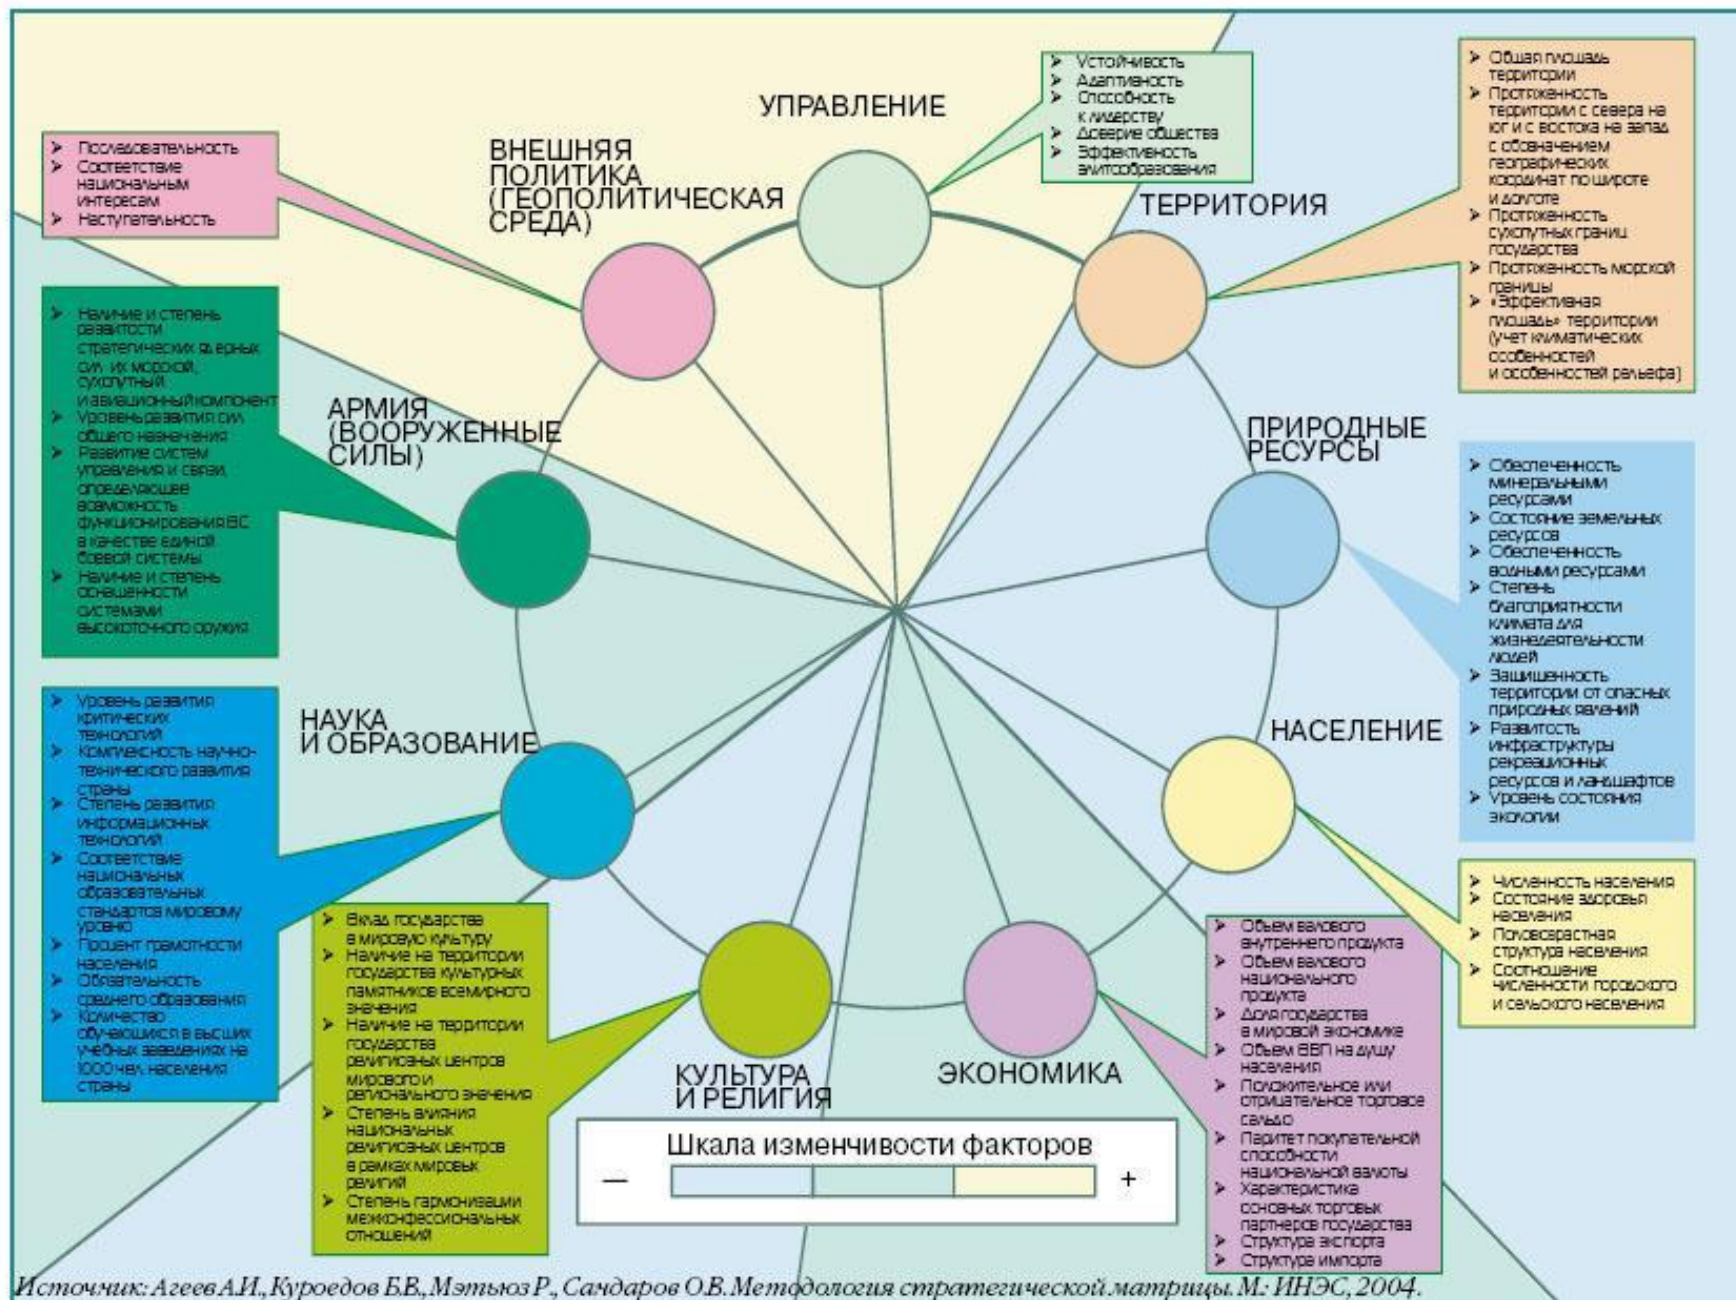 УПРАВЛЕНИЕ
➤ Устойчивость
➤ Адаптивность
➤ Способность
к лидерству
➤ Доверие общества
➤ Эффективность
элитообразования
ТЕРРИТОРИЯ
➤ Общая площадь
территории
➤ Протяженность
территории с севера на
юг и с востока на запад
с обозначением
географических
координат по широте
и долготе
➤ Протяженность
сухопутных границ
государства
➤ Протяженность морской
границы
➤ «Эффективная
площадь» территории
(учет климатических
особенностей
и особенностей рельефа)
ПРИРОДНЫЕ
РЕСУРСЫ
➤ Обеспеченность
минеральными
ресурсами
➤ Состояние земельных
ресурсов
➤ Обеспеченность
водными ресурсами
➤ Степень
благоприятности
климата для
жизнедеятельности
людей
➤ Защищенность
территории от опасных
природных явлений
➤ Развитость
инфраструктуры
рекреационных
ресурсов и ландшафтов
➤ Уровень состояния
экологии
НАСЕЛЕНИЕ
➤ Численность населения
➤ Состояние здоровья
населения
➤ Половозрастная
структура населения
➤ Соотношение
численности городского
и сельского населения
ЭКОНОМИКА
➤ Объем валового
внутреннего продукта
➤ Объем валового
национального
продукта
➤ Доля государства
в мировой экономике
➤ Объем ВВП на душу
населения
➤ Положительное или
отрицательное торговое
сальдо
➤ Паритет покупательной
способности
национальной валюты
➤ Характеристика
основных торговых
партнеров государства
➤ Структура экспорта
➤ Структура импорта
КУЛЬТУРА
И РЕЛИГИЯ
➤ Вклад государства
в мировую культуру
➤ Наличие на территории
государства культурных
памятников всемирного
значения
➤ Наличие на территории
государства
религиозных центров
мирового и
регионального значения
➤ Степень влияния
национальных
религиозных центров
в рамках мировых
религий
➤ Степень гармонизации
межконфессиональных
отношений
НАУКА
И ОБРАЗОВАНИЕ
➤ Уровень развития
критических
технологий
➤ Комплексность научно-
технического развития
страны
➤ Степень развития
информационных
технологий
➤ Соответствие
национальных
образовательных
стандартов мировому
уровню
➤ Процент грамотности
населения
➤ Обязательность
среднего образования
➤ Количество
обучающихся в высших
учебных заведениях на
1000 чел. населения
страны
АРМИЯ
(ВООРУЖЕННЫЕ
СИЛЫ)
➤ Наличие и степень
развитости
стратегических ядерных
сил: их морской,
сухопутный
и авиационный компонент
➤ Уровень развития сил
общего назначения
➤ Развитие систем
управления и связи,
определяющее
возможность
функционирования ВС
в качестве единой
боевой системы
➤ Наличие и степень
оснащенности
системами
высокоточного оружия
ВНЕШНЯЯ
ПОЛИТИКА
(ГЕОПОЛИТИЧЕСКАЯ
СРЕДА)
➤ Последовательность
➤ Соответствие
национальным
интересам
➤ Наступательность
Шкала изменчивости факторов
— +
Источник: Агеев А.И., Куроедов Б.В., Мэтьюз Р., Сандаров О.В. Методология стратегической матрицы. М.: ИНЭС, 2004.